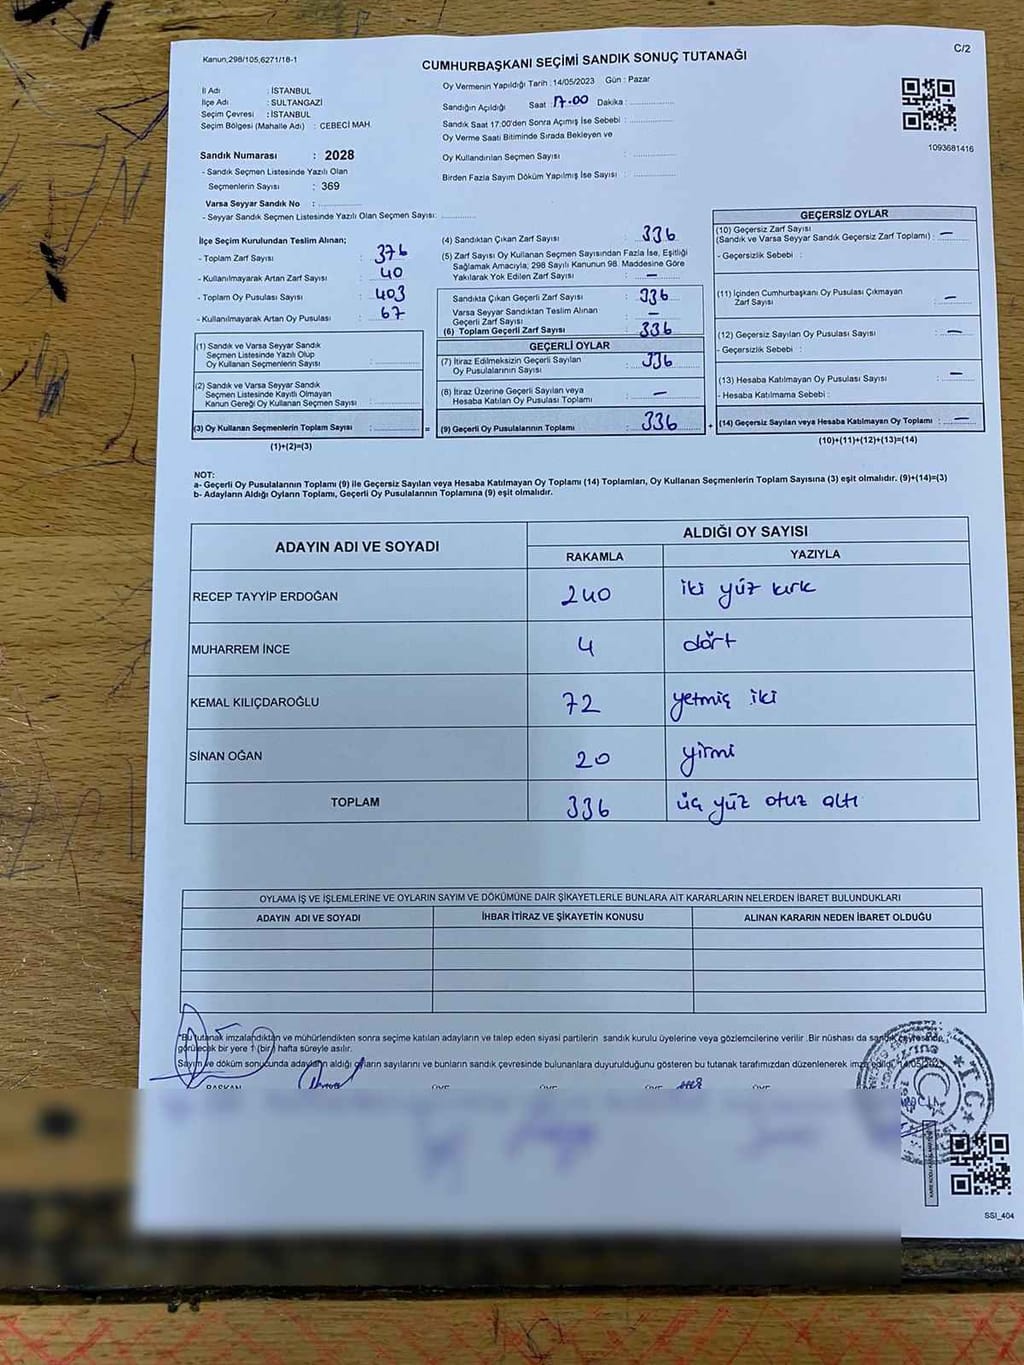 Kanun;298/105,6271/18-1
C/2
CUMHURBAŞKANI SEÇİMİ SANDIK SONUÇ TUTANAĞI
İl Adı : İSTANBUL
İlçe Adı : SULTANGAZİ
Seçim Çevresi : İSTANBUL
Seçim Bölgesi (Mahalle Adı) : CEBECİ MAH.
Sandık Numarası : 2028
- Sandık Seçmen Listesinde Yazılı Olan
Seçmenlerin Sayısı : 369
Varsa Seyyar Sandık No :
- Seyyar Sandık Seçmen Listesinde Yazılı Olan Seçmen Sayısı:
Oy Vermenin Yapıldığı Tarih : 14/05/2023 Gün : Pazar
Sandığın Açıldığı Saat : 17.00 Dakika :
Sandık Saat 17:00'den Sonra Açımış İse Sebebi :
Oy Verme Saati Bitiminde Sırada Bekleyen ve
Oy Kullandırılan Seçmen Sayısı :
Birden Fazla Sayım Döküm Yapılmış İse Sayısı :
1093681416
İlçe Seçim Kurulundan Teslim Alınan;
- Toplam Zarf Sayısı : 376
- Kullanılmayarak Artan Zarf Sayısı : 40
- Toplam Oy Pusulası Sayısı : 403
- Kullanılmayarak Artan Oy Pusulası : 67
(1) Sandık ve Varsa Seyyar Sandık
Seçmen Listesinde Yazılı Olup
Oy Kullanan Seçmenlerin Sayısı :
(2) Sandık ve Varsa Seyyar Sandık
Seçmen Listesinde Kayıtlı Olmayan
Kanun Gereği Oy Kullanan Seçmen Sayısı :
(3) Oy Kullanan Seçmenlerin Toplam Sayısı :
(1)+(2)=(3)
=
(4) Sandıktan Çıkan Zarf Sayısı : 336
(5) Zarf Sayısı Oy Kullanan Seçmen Sayısından Fazla İse, Eşitliği
Sağlamak Amacıyla; 298 Sayılı Kanunun 98. Maddesine Göre
Yakılarak Yok Edilen Zarf Sayısı : —
Sandıkta Çıkan Geçerli Zarf Sayısı : 336
Varsa Seyyar Sandıktan Teslim Alınan
Geçerli Zarf Sayısı : —
(6) Toplam Geçerli Zarf Sayısı : 336
GEÇERLİ OYLAR
(7) İtiraz Edilmeksizin Geçerli Sayılan
Oy Pusulalarının Sayısı : 336
(8) İtiraz Üzerine Geçerli Sayılan veya
Hesaba Katılan Oy Pusulası Toplamı : —
(9) Geçerli Oy Pusulalarının Toplamı : 336
+
GEÇERSİZ OYLAR
(10) Geçersiz Zarf Sayısı
(Sandık ve Varsa Seyyar Sandık Geçersiz Zarf Toplamı) : —
- Geçersizlik Sebebi :
(11) İçinden Cumhurbaşkanı Oy Pusulası Çıkmayan
Zarf Sayısı : —
(12) Geçersiz Sayılan Oy Pusulası Sayısı : —
- Geçersizlik Sebebi :
(13) Hesaba Katılmayan Oy Pusulası Sayısı : —
- Hesaba Katılmama Sebebi :
(14) Geçersiz Sayılan veya Hesaba Katılmayan Oy Toplamı : —
(10)+(11)+(12)+(13)=(14)
NOT:
a- Geçerli Oy Pusulalarının Toplamı (9) ile Geçersiz Sayılan veya Hesaba Katılmayan Oy Toplamı (14) Toplamları, Oy Kullanan Seçmenlerin Toplam Sayısına (3) eşit olmalıdır. (9)+(14)=(3)
b- Adayların Aldığı Oyların Toplamı, Geçerli Oy Pusulalarının Toplamına (9) eşit olmalıdır.
ADAYIN ADI VE SOYADI
ALDIĞI OY SAYISI
RAKAMLA YAZIYLA
RECEP TAYYİP ERDOĞAN 240 iki yüz kırk
MUHARREM İNCE 4 dört
KEMAL KILIÇDAROĞLU 72 yetmiş iki
SİNAN OĞAN 20 yirmi
TOPLAM 336 üç yüz otuz altı
OYLAMA İŞ VE İŞLEMLERİNE VE OYLARIN SAYIM VE DÖKÜMÜNE DAİR ŞİKAYETLERLE BUNLARA AİT KARARLARIN NELERDEN İBARET BULUNDUKLARI
ADAYIN ADI VE SOYADI İHBAR İTİRAZ VE ŞİKAYETİN KONUSU ALINAN KARARIN NEDEN İBARET OLDUĞU
*Bu tutanak imzalandıktan ve mühürlendikten sonra seçime katılan adayların ve talep eden siyasi partilerin sandık kurulu üyelerine veya gözlemcilerine verilir. Bir nüshası da sandık çevresinde
görülecek bir yere 1 (bir) hafta süreyle asılır.
Sayım ve döküm sonucunda adayların aldığı oyların sayılarını ve bunların sandık çevresinde bulunanlara duyurulduğunu gösteren bu tutanak tarafımızdan düzenlenerek imza edildi. 14/05/2023
BAŞKAN ÜYE ÜYE ÜYE ÜYE
T.C.
SSI_404